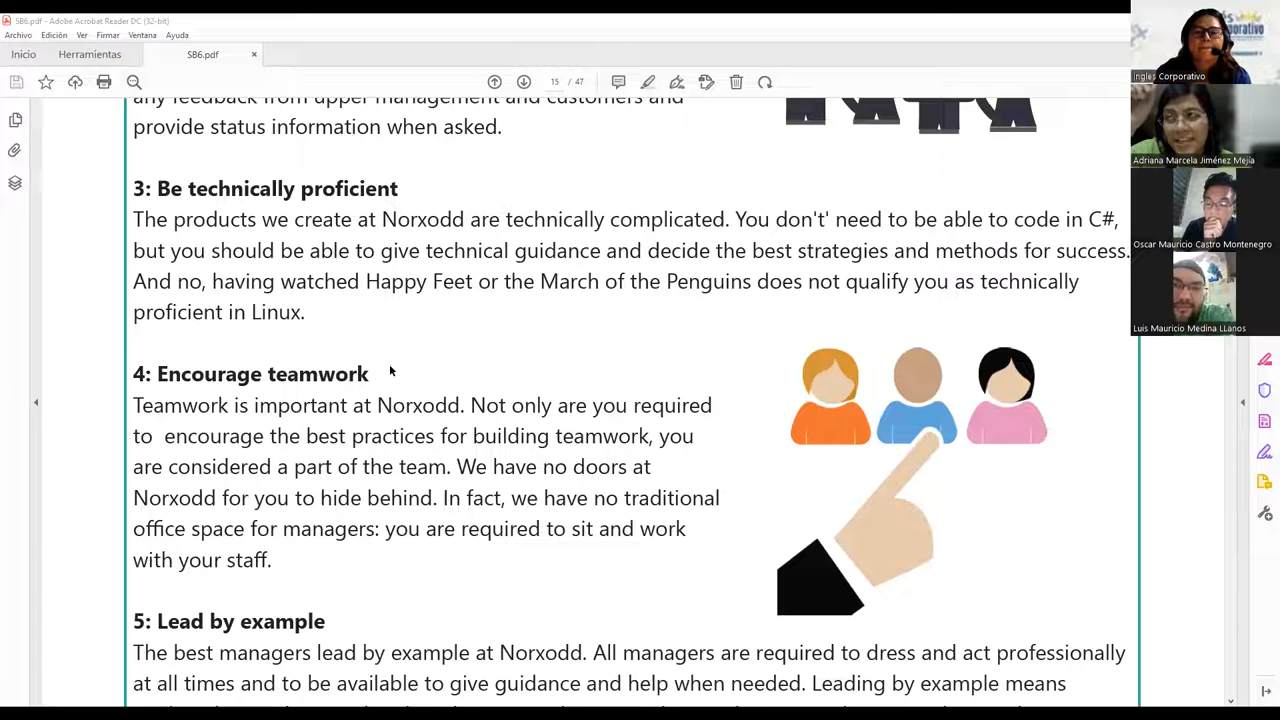 SB6.pdf - Adobe Acrobat Reader DC (32-bit)
Archivo Edición Ver Firmar Ventana Ayuda
Inicio Herramientas SB6.pdf ×
15 / 47
any feedback from upper management and customers and
provide status information when asked.
3: Be technically proficient
The products we create at Norxodd are technically complicated. You don't' need to be able to code in C#,
but you should be able to give technical guidance and decide the best strategies and methods for success.
And no, having watched Happy Feet or the March of the Penguins does not qualify you as technically
proficient in Linux.
4: Encourage teamwork
Teamwork is important at Norxodd. Not only are you required
to encourage the best practices for building teamwork, you
are considered a part of the team. We have no doors at
Norxodd for you to hide behind. In fact, we have no traditional
office space for managers: you are required to sit and work
with your staff.
5: Lead by example
The best managers lead by example at Norxodd. All managers are required to dress and act professionally
at all times and to be available to give guidance and help when needed. Leading by example means
Ingles Corporativo
Adriana Marcela Jiménez Mejía
Oscar Mauricio Castro Montenegro
Luis Mauricio Medina LLanos